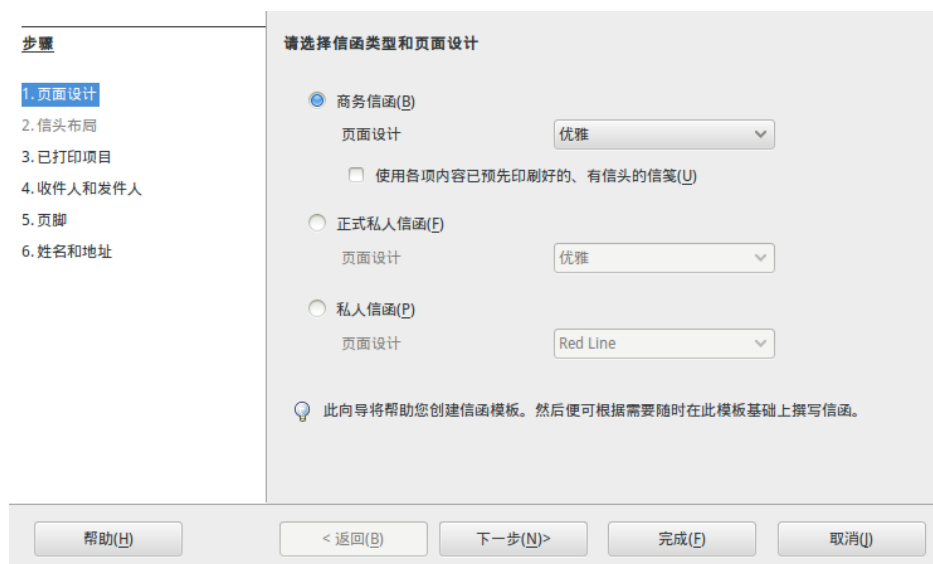 步骤
1. 页面设计
2. 信头布局
3. 已打印项目
4. 收件人和发件人
5. 页脚
6. 姓名和地址
请选择信函类型和页面设计
商务信函(B)
页面设计 优雅
使用各项内容已预先印刷好的、有信头的信笺(U)
正式私人信函(F)
页面设计 优雅
私人信函(P)
页面设计 Red Line
此向导将帮助您创建信函模板。然后便可根据需要随时在此模板基础上撰写信函。
帮助(H) < 返回(B) 下一步(N)> 完成(F) 取消(J)